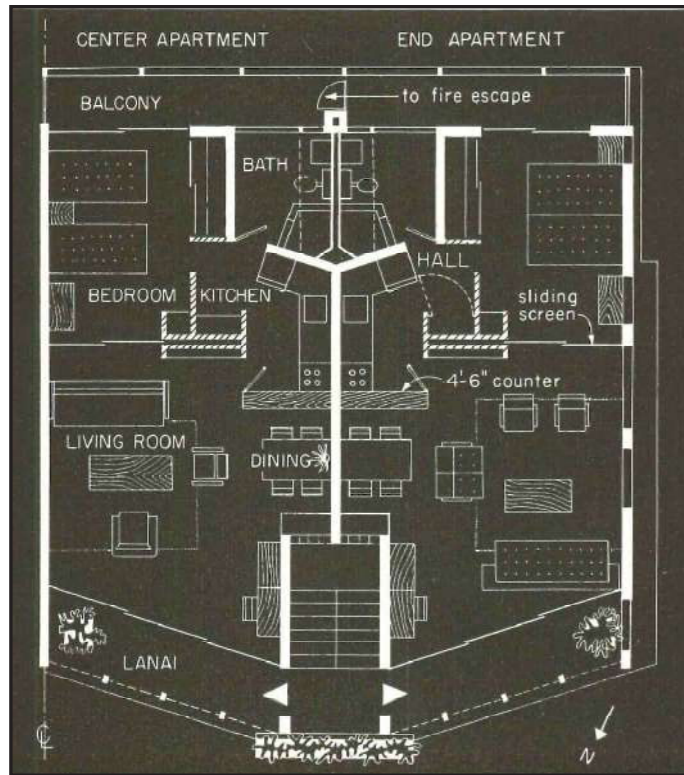 CENTER APARTMENT
END APARTMENT
BALCONY
to fire escape
BATH
HALL
BEDROOM
KITCHEN
sliding
screen
4'-6" counter
LIVING ROOM
DINING
LANAI
℄
N